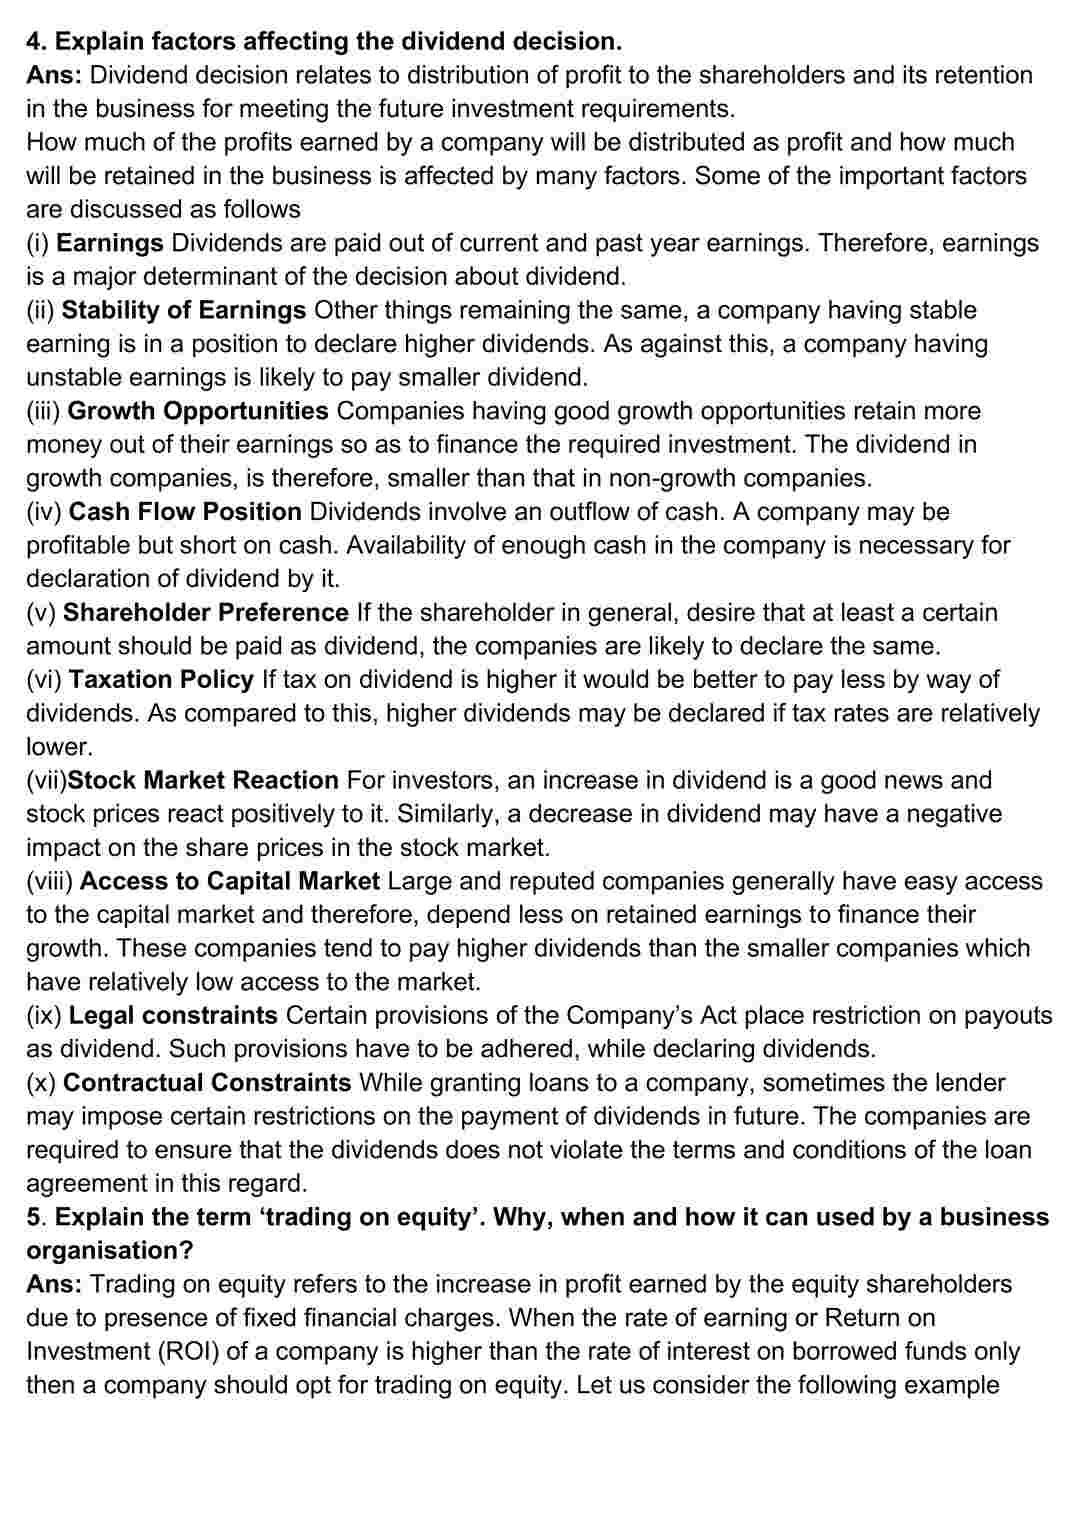 4. Explain factors affecting the dividend decision.
Ans: Dividend decision relates to distribution of profit to the shareholders and its retention
in the business for meeting the future investment requirements.
How much of the profits earned by a company will be distributed as profit and how much
will be retained in the business is affected by many factors. Some of the important factors
are discussed as follows
(i) Earnings Dividends are paid out of current and past year earnings. Therefore, earnings
is a major determinant of the decision about dividend.
(ii) Stability of Earnings Other things remaining the same, a company having stable
earning is in a position to declare higher dividends. As against this, a company having
unstable earnings is likely to pay smaller dividend.
(iii) Growth Opportunities Companies having good growth opportunities retain more
money out of their earnings so as to finance the required investment. The dividend in
growth companies, is therefore, smaller than that in non-growth companies.
(iv) Cash Flow Position Dividends involve an outflow of cash. A company may be
profitable but short on cash. Availability of enough cash in the company is necessary for
declaration of dividend by it.
(v) Shareholder Preference If the shareholder in general, desire that at least a certain
amount should be paid as dividend, the companies are likely to declare the same.
(vi) Taxation Policy If tax on dividend is higher it would be better to pay less by way of
dividends. As compared to this, higher dividends may be declared if tax rates are relatively
lower.
(vii)Stock Market Reaction For investors, an increase in dividend is a good news and
stock prices react positively to it. Similarly, a decrease in dividend may have a negative
impact on the share prices in the stock market.
(viii) Access to Capital Market Large and reputed companies generally have easy access
to the capital market and therefore, depend less on retained earnings to finance their
growth. These companies tend to pay higher dividends than the smaller companies which
have relatively low access to the market.
(ix) Legal constraints Certain provisions of the Company’s Act place restriction on payouts
as dividend. Such provisions have to be adhered, while declaring dividends.
(x) Contractual Constraints While granting loans to a company, sometimes the lender
may impose certain restrictions on the payment of dividends in future. The companies are
required to ensure that the dividends does not violate the terms and conditions of the loan
agreement in this regard.
5. Explain the term ‘trading on equity’. Why, when and how it can used by a business
organisation?
Ans: Trading on equity refers to the increase in profit earned by the equity shareholders
due to presence of fixed financial charges. When the rate of earning or Return on
Investment (ROI) of a company is higher than the rate of interest on borrowed funds only
then a company should opt for trading on equity. Let us consider the following example